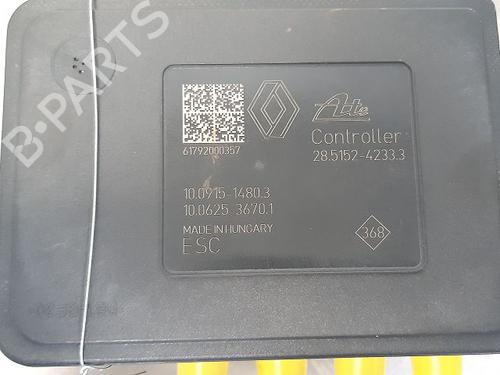 B-PARTS
Ate
Controller
28.5152-4233.3
61792000357
10.0915-1480.3
10.0625-3670.1
MADE IN HUNGARY
ESC
368